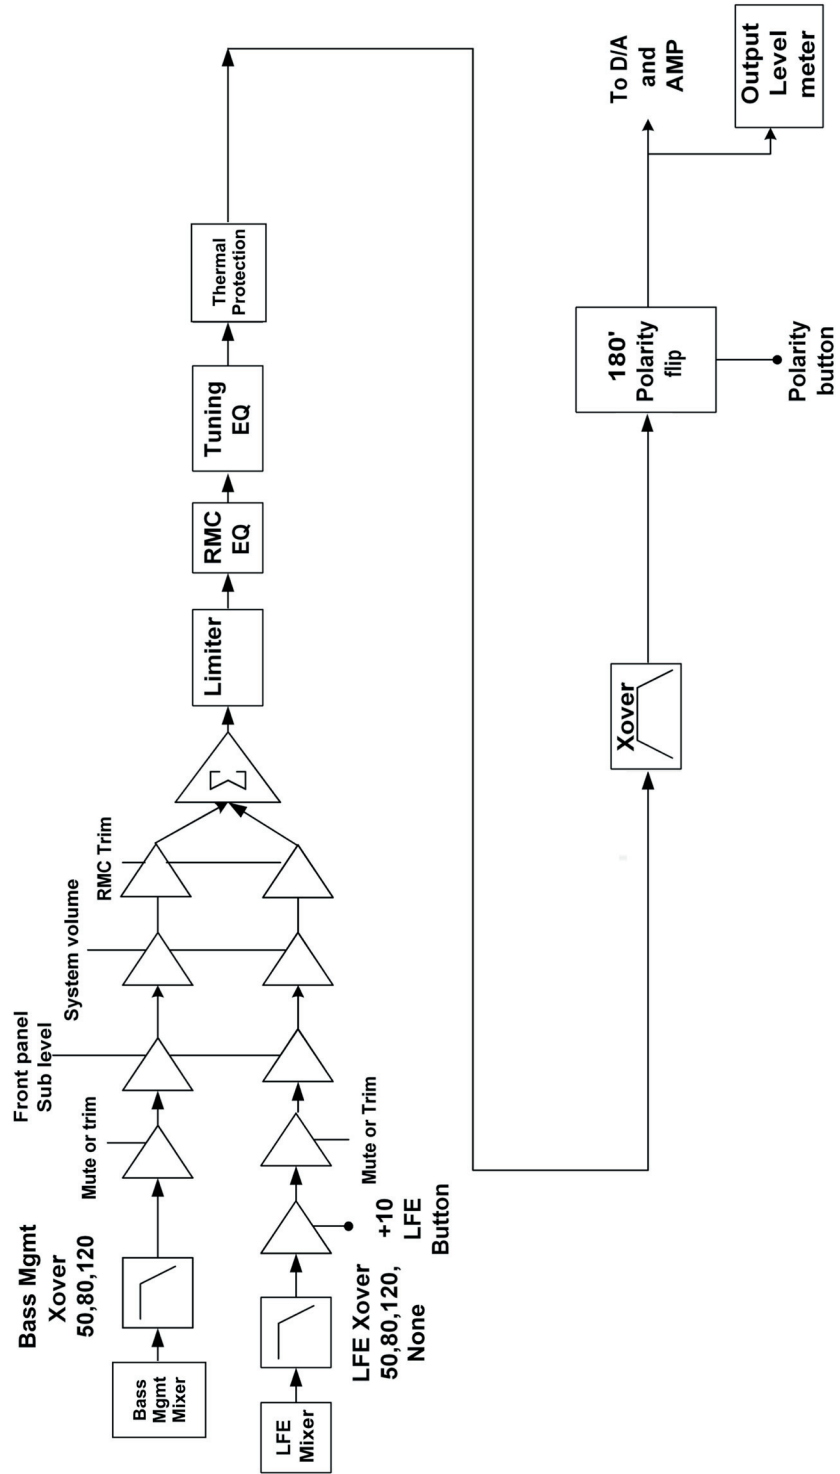 Bass
Mgmt
Mixer
Bass Mgmt
Xover
50,80,120
Mute or trim
Front panel
Sub level
System volume
RMC Trim
LFE
Mixer
LFE Xover
50,80,120,
None
+10
LFE
Button
Mute or Trim
Σ
Limiter
RMC
EQ
Tuning
EQ
Thermal
Protection
Xover
180'
Polarity
flip
Polarity
button
To D/A
and
AMP
Output
Level
meter